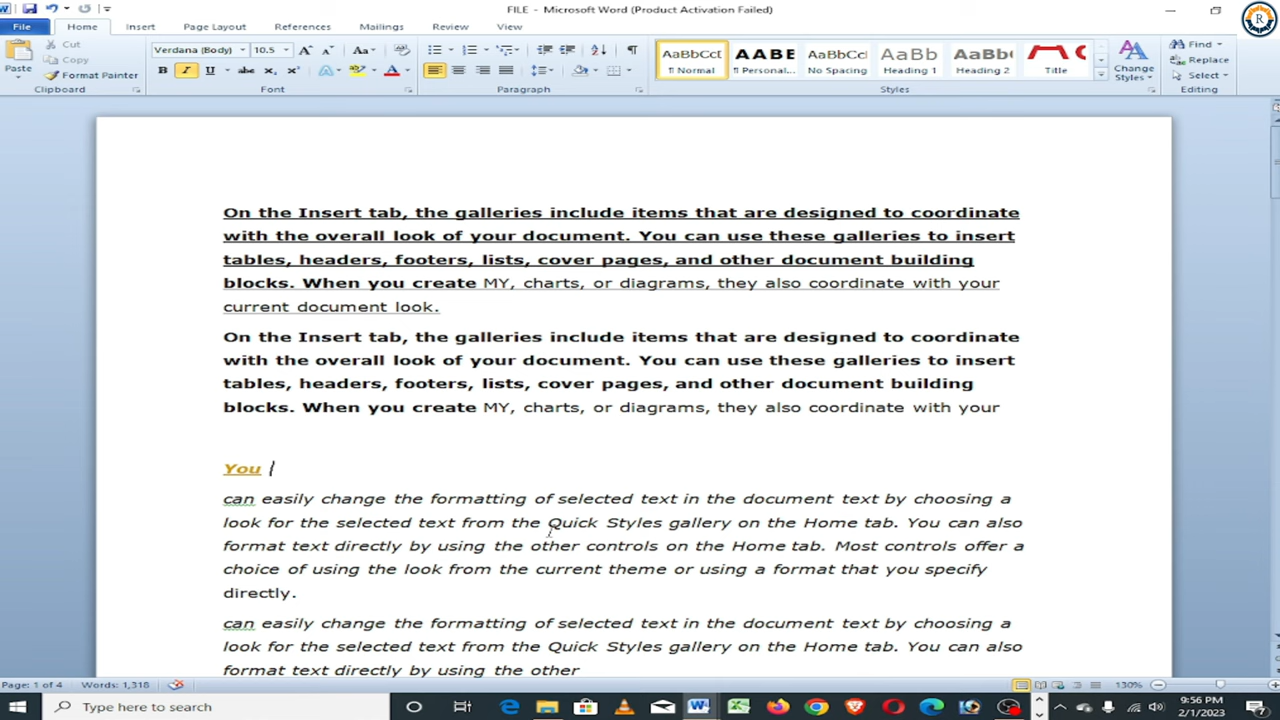 FILE - Microsoft Word (Product Activation Failed)
File Home Insert Page Layout References Mailings Review View
Paste
Cut
Copy
Format Painter
Clipboard
Verdana (Body) 10.5
Font
Paragraph
AaBbCcD AABE AaBbCcI AaBb AaBbC
Normal Personal... No Spacing Heading 1 Heading 2 Title
Change Styles
Styles
Find
Replace
Select
Editing
On the Insert tab, the galleries include items that are designed to coordinate
with the overall look of your document. You can use these galleries to insert
tables, headers, footers, lists, cover pages, and other document building
blocks. When you create MY, charts, or diagrams, they also coordinate with your
current document look.
On the Insert tab, the galleries include items that are designed to coordinate
with the overall look of your document. You can use these galleries to insert
tables, headers, footers, lists, cover pages, and other document building
blocks. When you create MY, charts, or diagrams, they also coordinate with your
You
can easily change the formatting of selected text in the document text by choosing a
look for the selected text from the Quick Styles gallery on the Home tab. You can also
format text directly by using the other controls on the Home tab. Most controls offer a
choice of using the look from the current theme or using a format that you specify
directly.
can easily change the formatting of selected text in the document text by choosing a
look for the selected text from the Quick Styles gallery on the Home tab. You can also
format text directly by using the other
Page: 1 of 4 Words: 1,318 130%
Type here to search
9:56 PM
2/1/2023